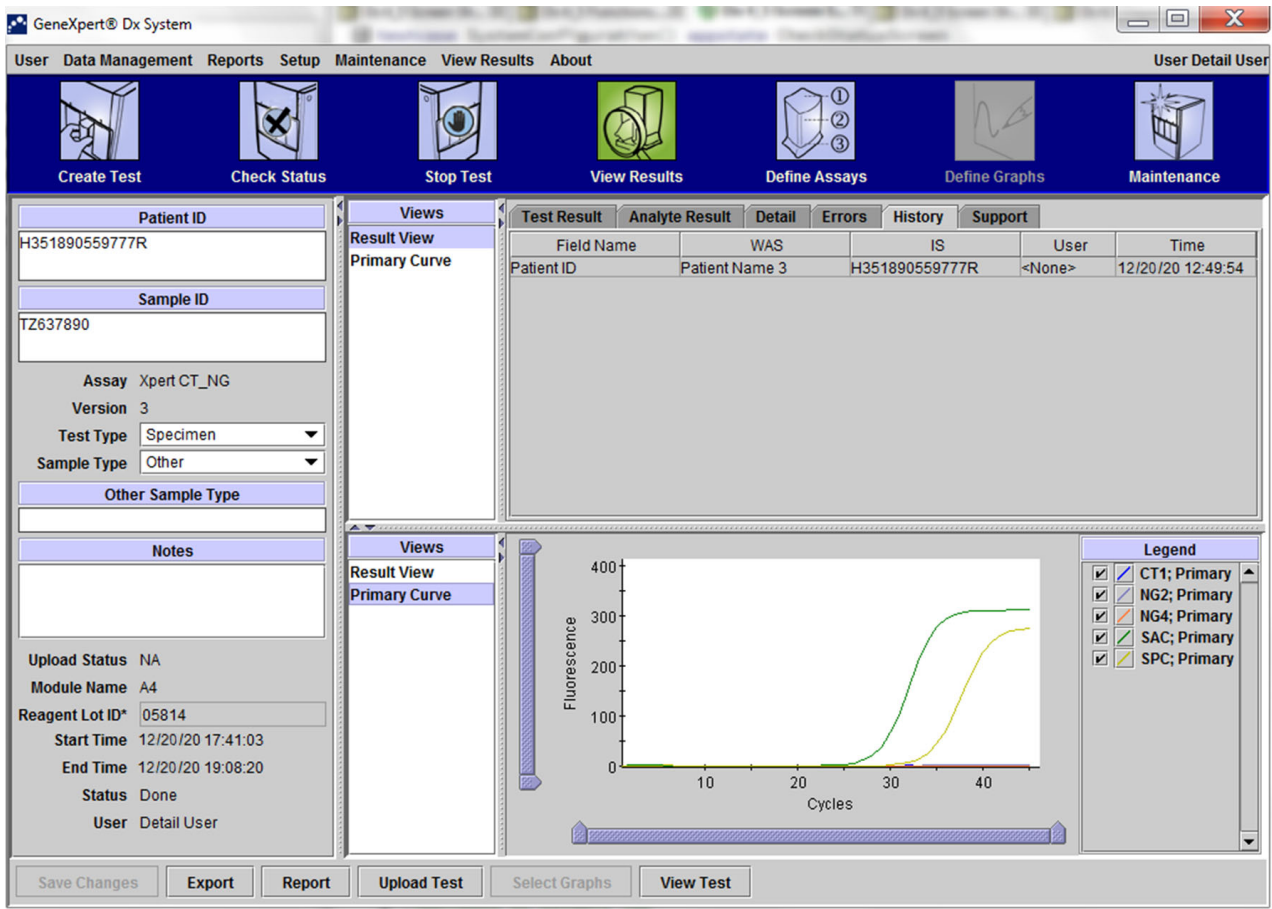 GeneXpert® Dx System
User Data Management Reports Setup Maintenance View Results About User Detail User
Create Test Check Status Stop Test View Results Define Assays Define Graphs Maintenance
Patient ID
H351890559777R
Sample ID
TZ637890
Assay Xpert CT_NG
Version 3
Test Type Specimen
Sample Type Other
Other Sample Type
Notes
Upload Status NA
Module Name A4
Reagent Lot ID* 05814
Start Time 12/20/20 17:41:03
End Time 12/20/20 19:08:20
Status Done
User Detail User
Views
Result View
Primary Curve
Test Result Analyte Result Detail Errors History Support
Field Name WAS IS User Time
Patient ID Patient Name 3 H351890559777R <None> 12/20/20 12:49:54
Views
Result View
Primary Curve
400
300
200
100
0
Fluorescence
10 20 30 40
Cycles
Legend
CT1; Primary
NG2; Primary
NG4; Primary
SAC; Primary
SPC; Primary
Save Changes Export Report Upload Test Select Graphs View Test